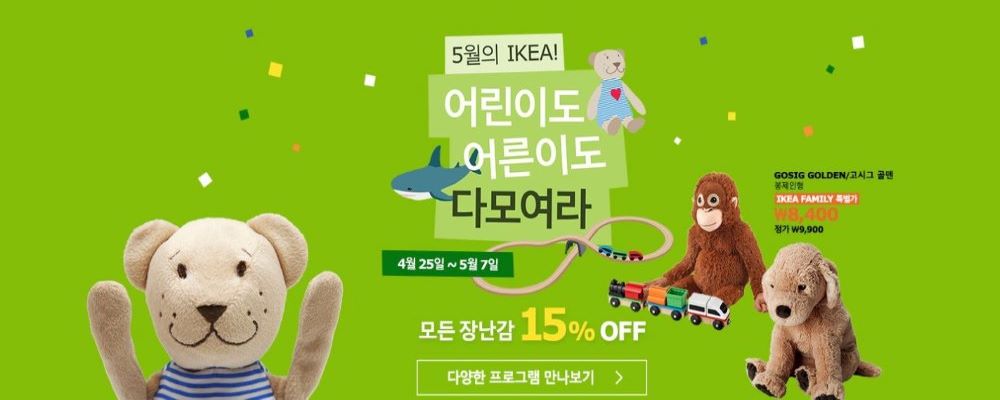 5월의 IKEA!
어린이도
어른이도
다모여라
4월 25일 ~ 5월 7일
모든 장난감 15% OFF
다양한 프로그램 만나보기 >
GOSIG GOLDEN/고시그 골덴
봉제인형
IKEA FAMILY 특별가
₩8,400
정가 ₩9,900